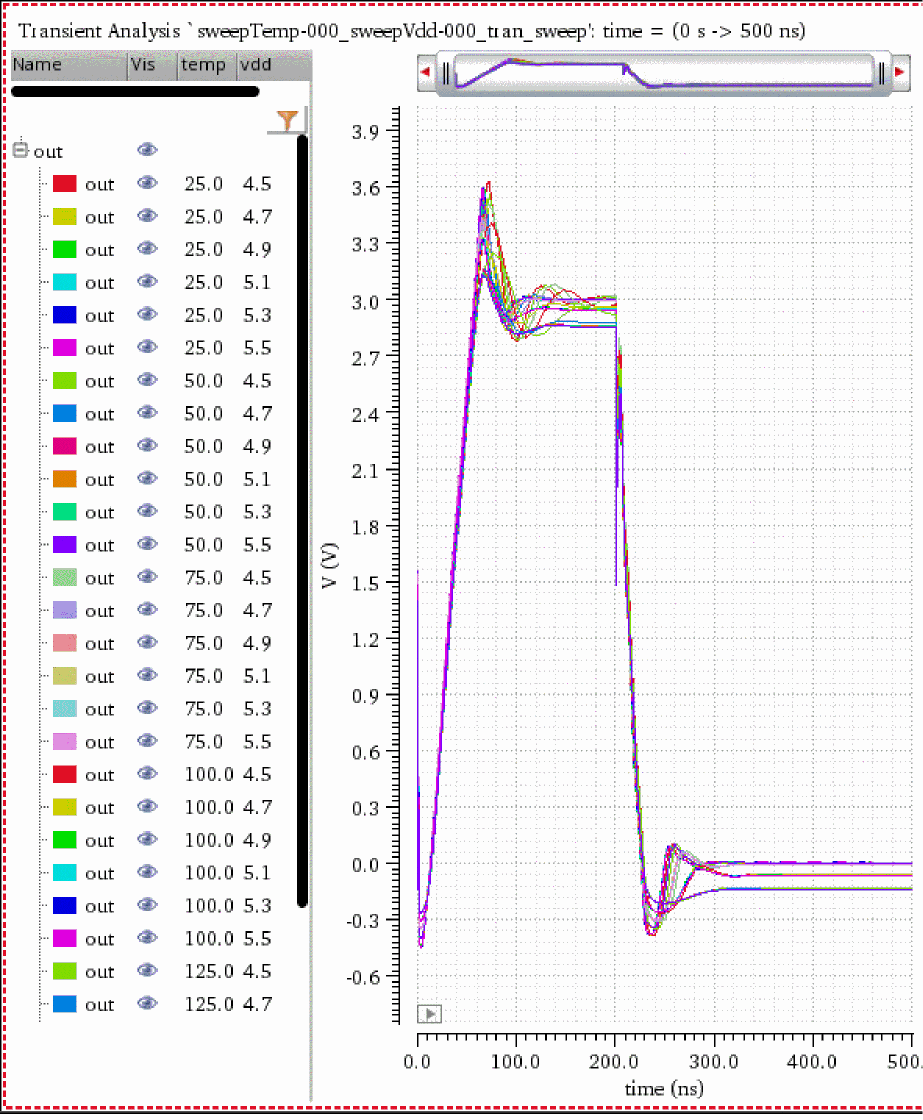 Transient Analysis `sweepTemp-000_sweepVdd-000_tran_sweep': time = (0 s -> 500 ns)
Name Vis temp vdd
out
out 25.0 4.5
out 25.0 4.7
out 25.0 4.9
out 25.0 5.1
out 25.0 5.3
out 25.0 5.5
out 50.0 4.5
out 50.0 4.7
out 50.0 4.9
out 50.0 5.1
out 50.0 5.3
out 50.0 5.5
out 75.0 4.5
out 75.0 4.7
out 75.0 4.9
out 75.0 5.1
out 75.0 5.3
out 75.0 5.5
out 100.0 4.5
out 100.0 4.7
out 100.0 4.9
out 100.0 5.1
out 100.0 5.3
out 100.0 5.5
out 125.0 4.5
out 125.0 4.7
V (V)
3.9
3.6
3.3
3.0
2.7
2.4
2.1
1.8
1.5
1.2
0.9
0.6
0.3
0.0
-0.3
-0.6
0.0 100.0 200.0 300.0 400.0 500.
time (ns)